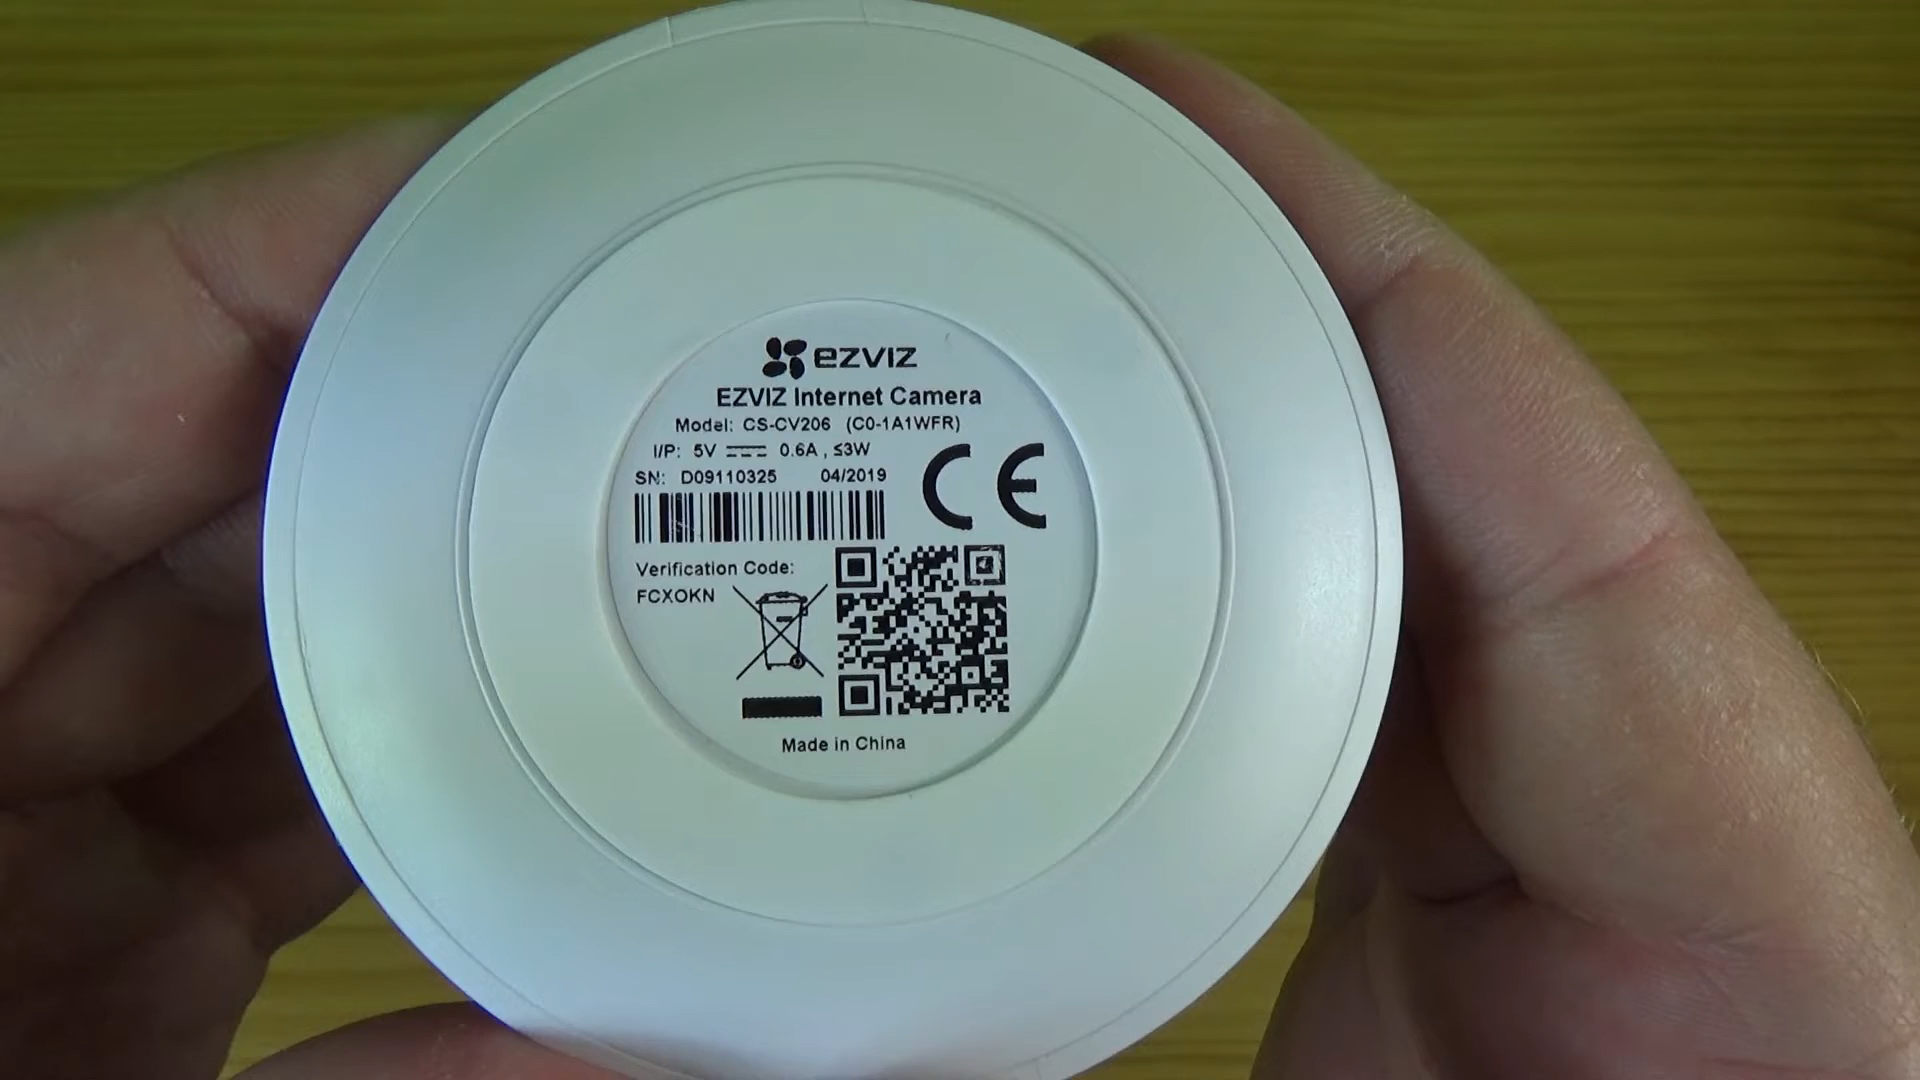 ezviz
EZVIZ Internet Camera
Model: CS-CV206 (C0-1A1WFR)
I/P: 5V ⎓ 0.6A , ≤3W
SN: D09110325 04/2019
CE
Verification Code:
FCXOKN
Made in China